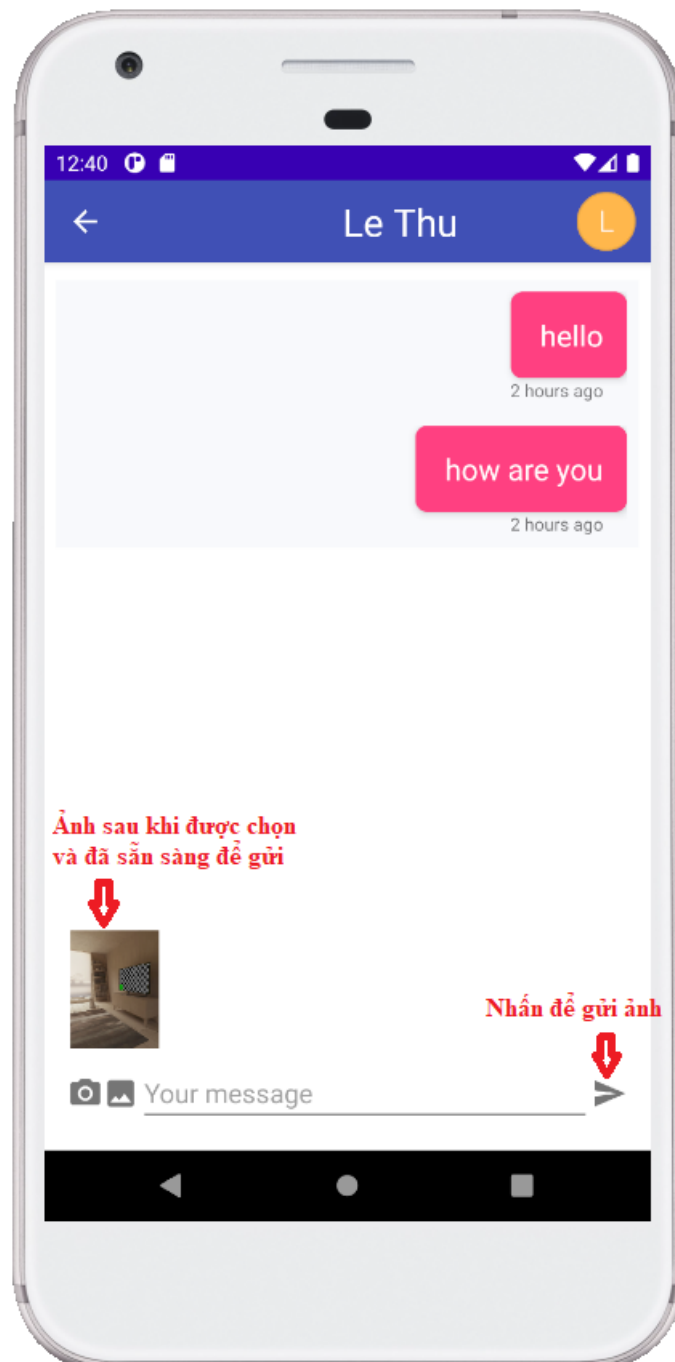 12:40
Le Thu
L
hello
2 hours ago
how are you
2 hours ago
Ảnh sau khi được chọn
và đã sẵn sàng để gửi
Nhấn để gửi ảnh
Your message